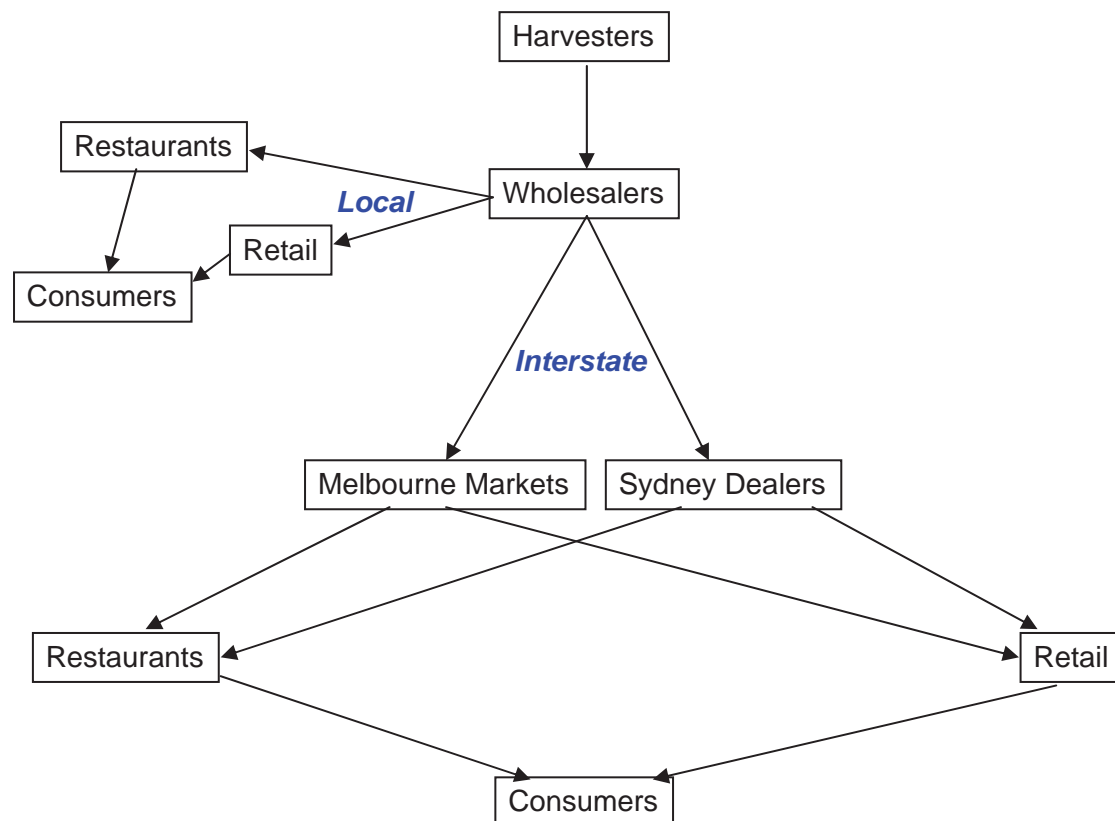 Harvesters
Restaurants
Wholesalers
Local
Retail
Consumers
Interstate
Melbourne Markets
Sydney Dealers
Restaurants
Retail
Consumers